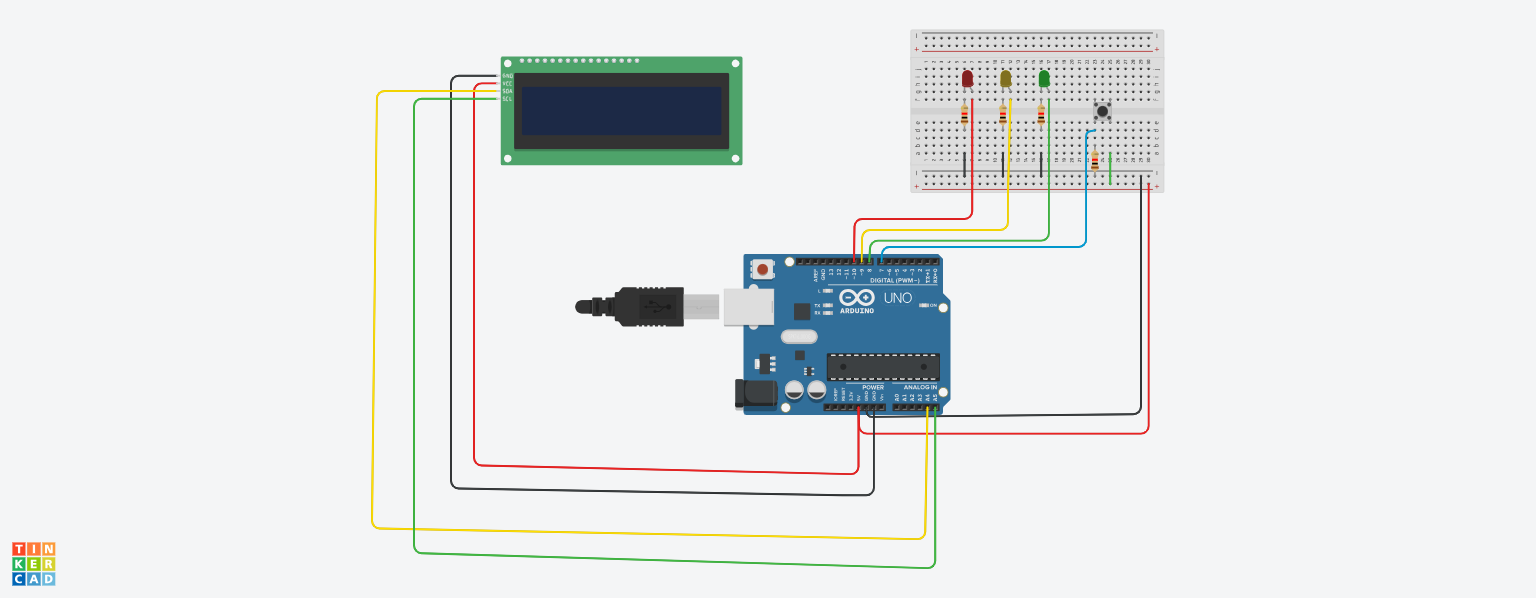 GND
VCC
SDA
SCL
AREF
GND
13
12
~11
~10
~9
8
7
~6
~5
4
~3
2
TX→1
RX←0
DIGITAL (PWM~)
L
TX
RX
UNO
ARDUINO
ON
POWER
ANALOG IN
IOREF
RESET
3.3V
5V
GND
GND
Vin
A0
A1
A2
A3
A4
A5
TIN
KER
CAD